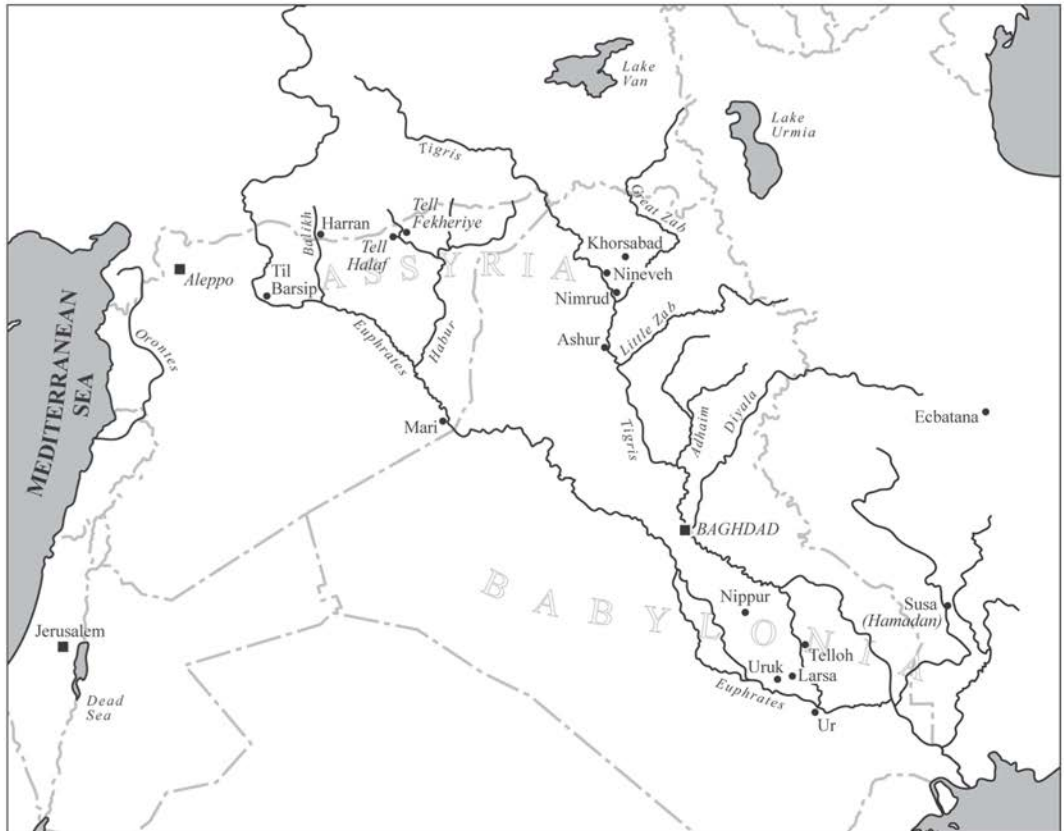 Lake
Van
Lake
Urmia
Tigris
Great Zab
Tell
Fekheriye
Balikh
Harran
Tell
Halaf
Khorsabad
Nineveh
Nimrud
ASSYRIA
Aleppo
Til
Barsip
Orontes
MEDITERRANEAN
SEA
Euphrates
Habur
Ashur
Little Zab
Mari
Tigris
Adhaim
Diyala
Ecbatana
BAGHDAD
BABYLONIA
Nippur
Susa
(Hamadan)
Jerusalem
Telloh
Uruk
Larsa
Euphrates
Ur
Dead
Sea